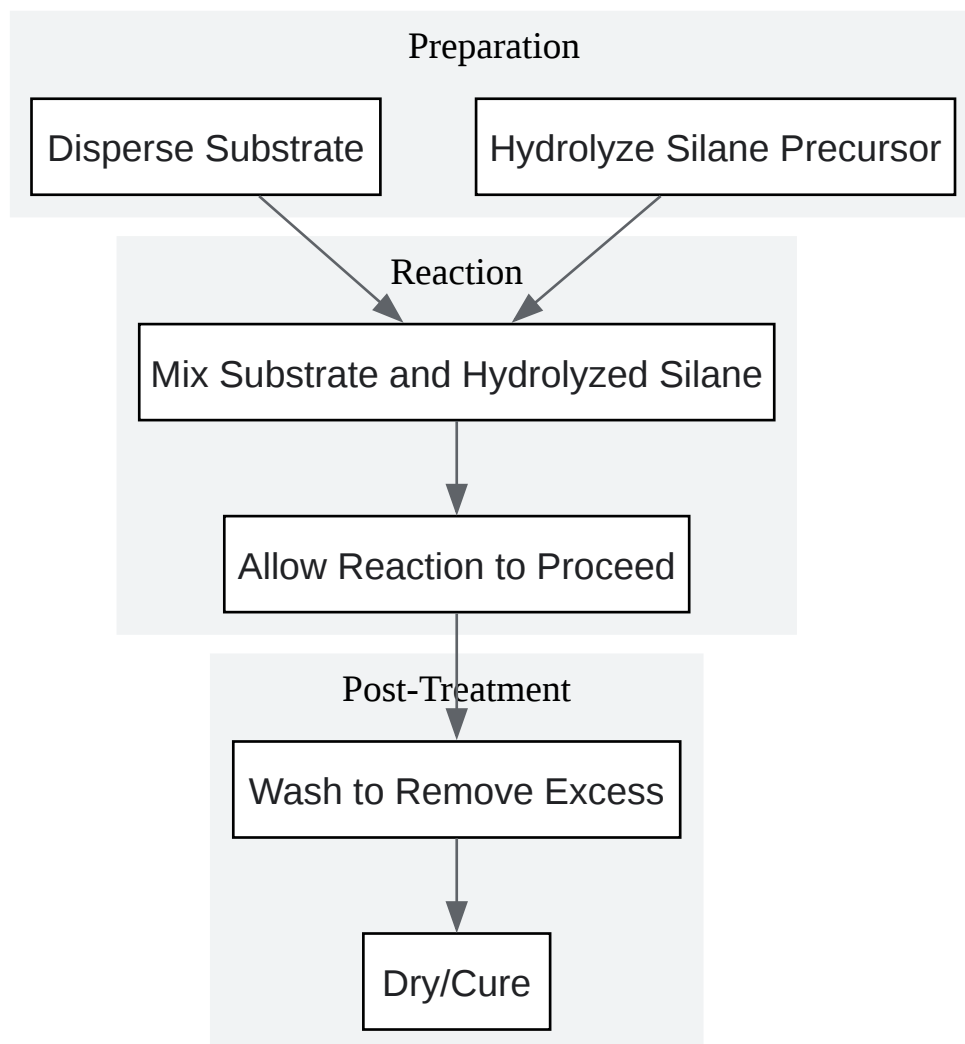 Preparation
Disperse Substrate
Hydrolyze Silane Precursor
Reaction
Mix Substrate and Hydrolyzed Silane
Allow Reaction to Proceed
Post-Treatment
Wash to Remove Excess
Dry/Cure